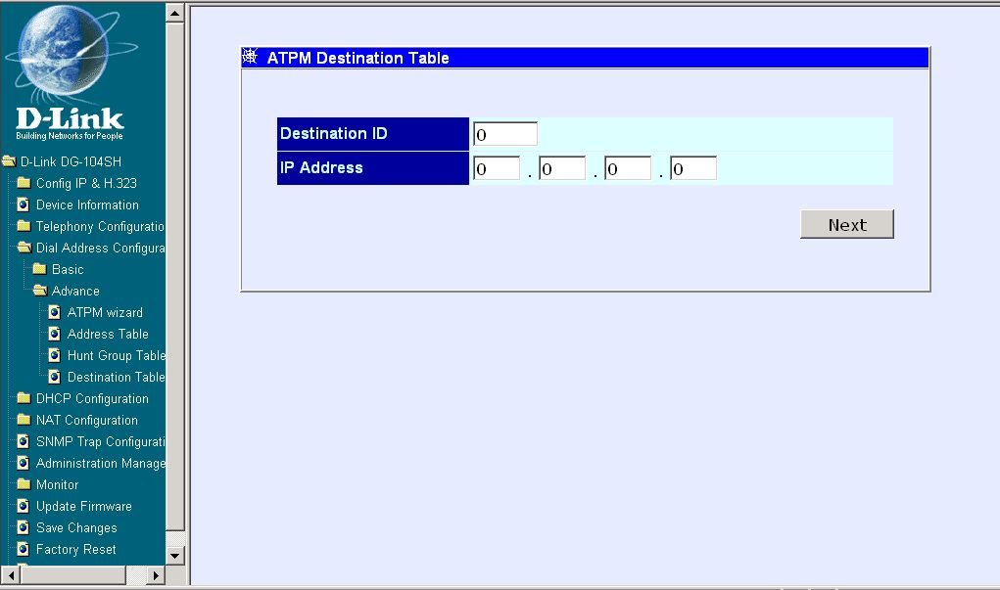 D-Link
Building Networks for People
D-Link DG-104SH
Config IP & H.323
Device Information
Telephony Configuratio
Dial Address Configura
Basic
Advance
ATPM wizard
Address Table
Hunt Group Table
Destination Table
DHCP Configuration
NAT Configuration
SNMP Trap Configurati
Administration Manage
Monitor
Update Firmware
Save Changes
Factory Reset
ATPM Destination Table
Destination ID 0
IP Address 0 . 0 . 0 . 0
Next